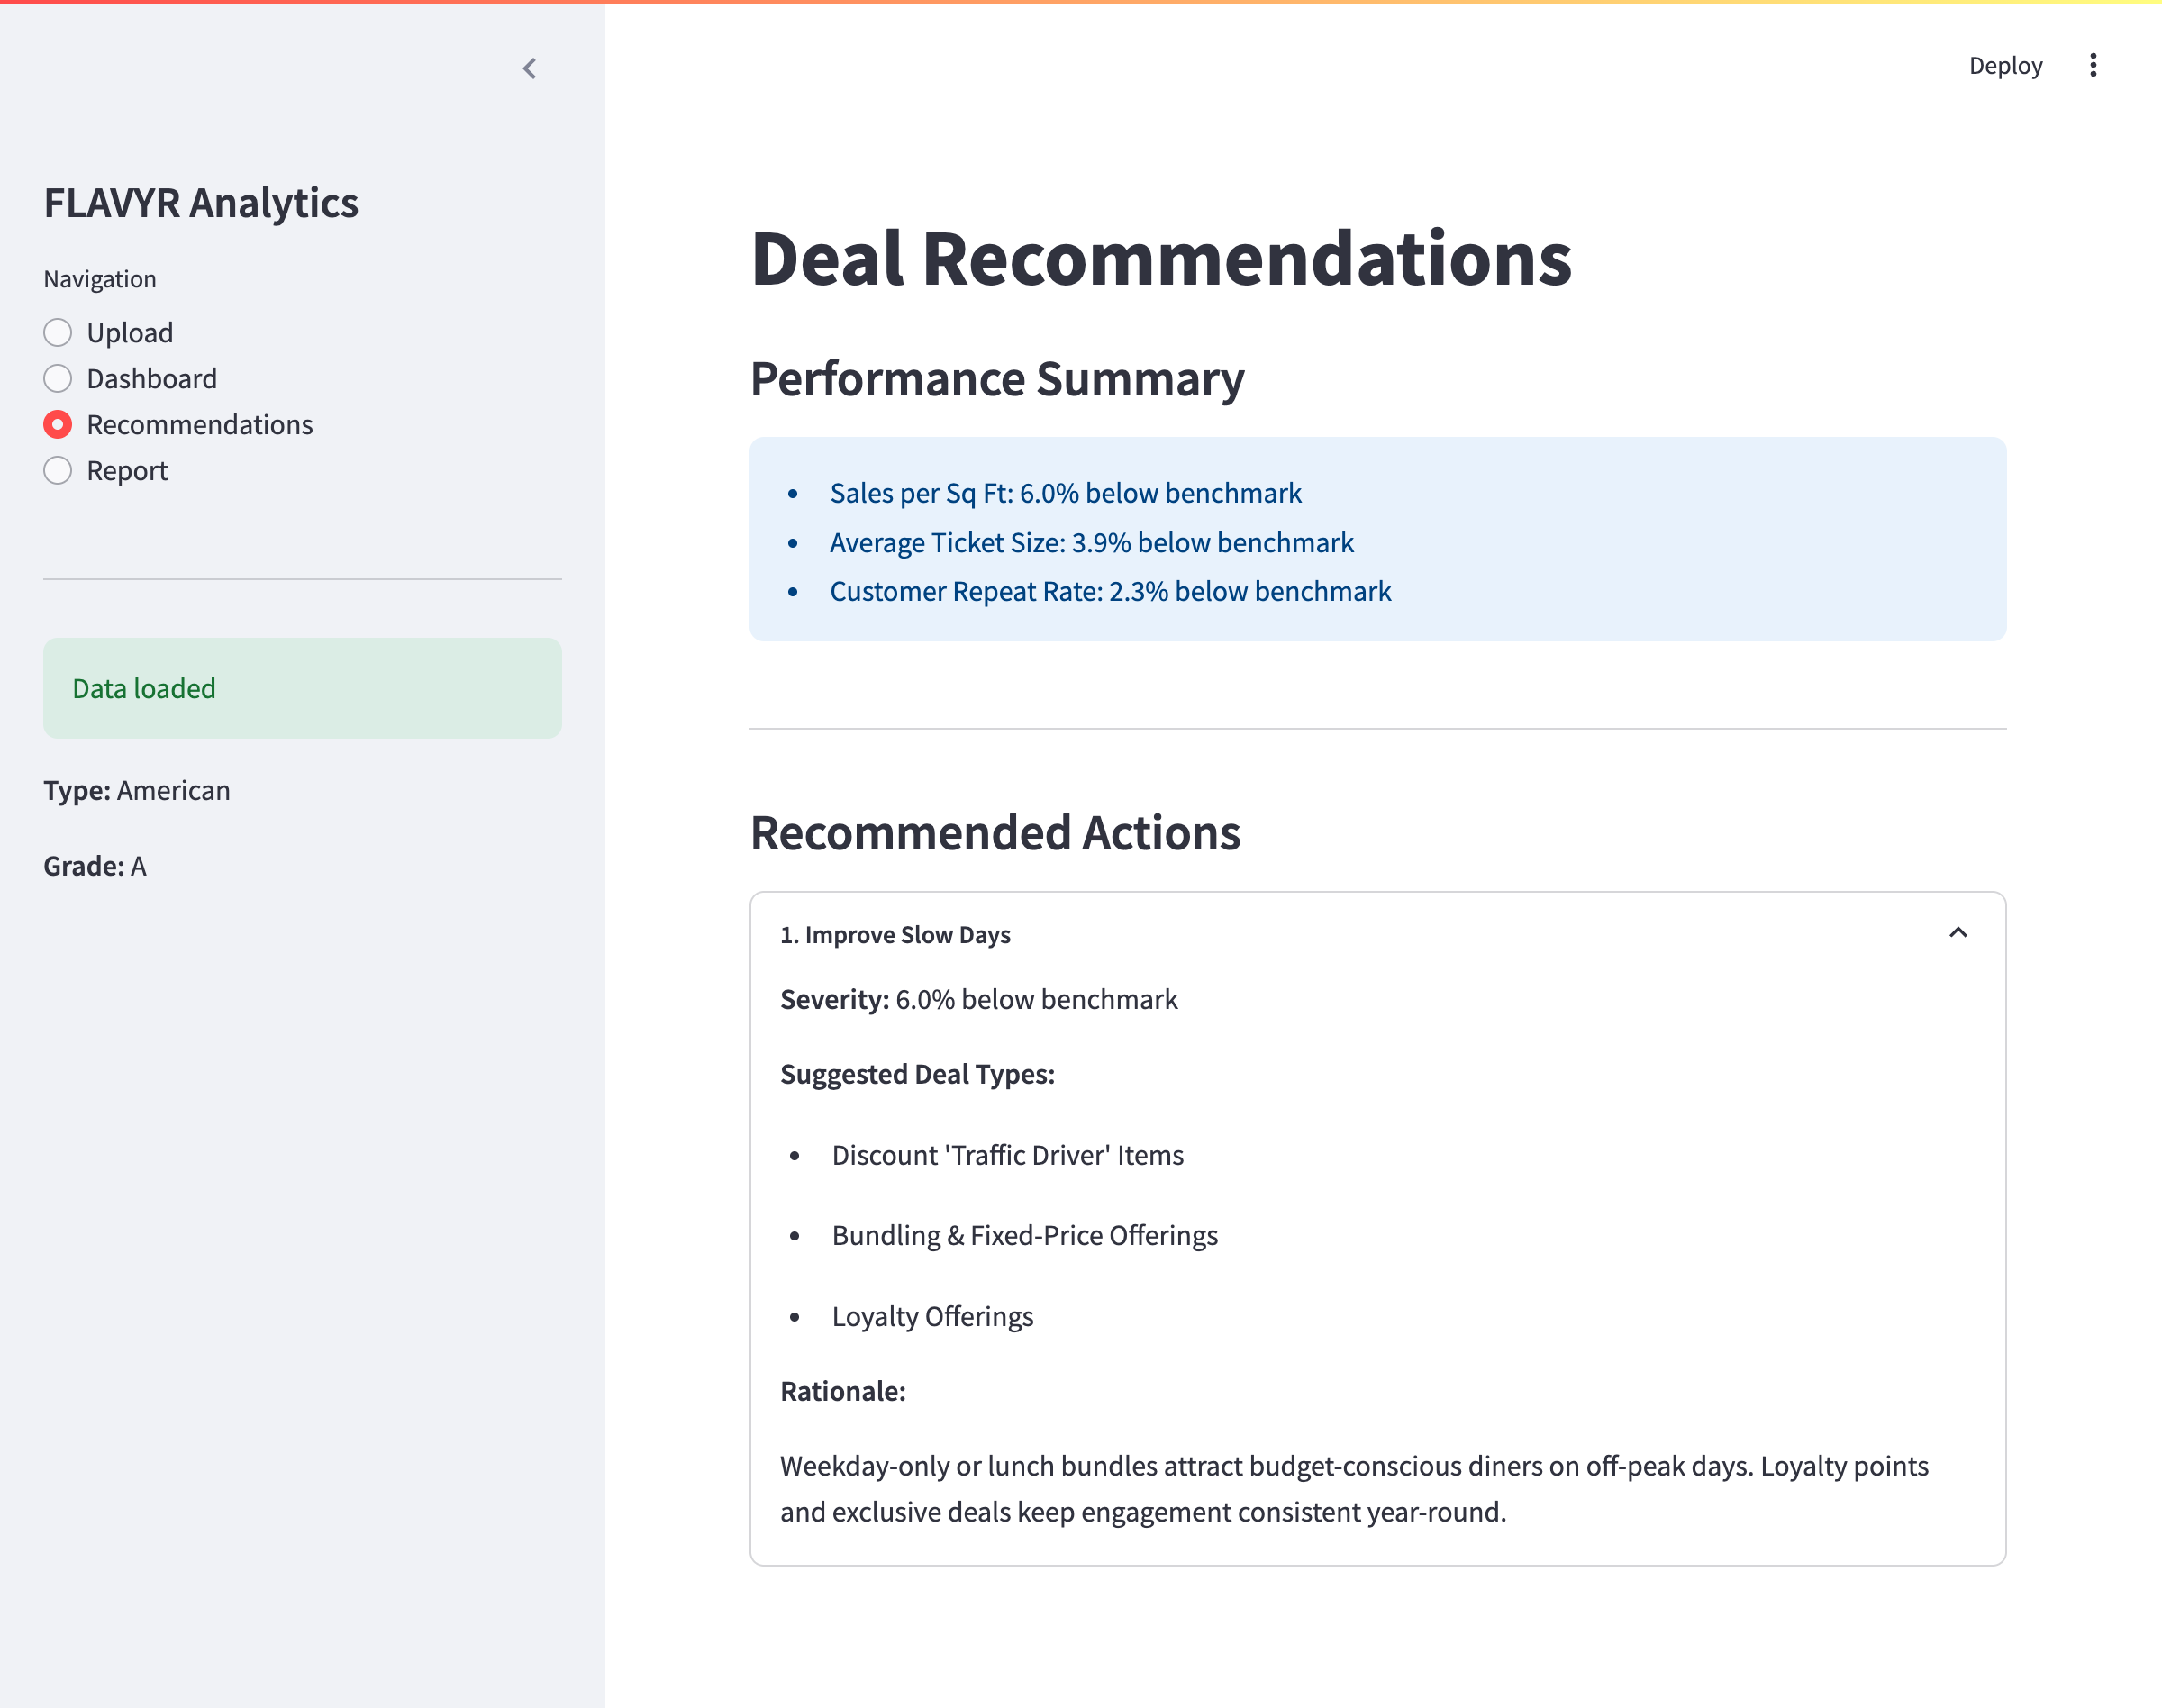 Deploy
FLAVYR Analytics
Navigation
Upload
Dashboard
Recommendations
Report
Data loaded
Type: American
Grade: A
Deal Recommendations
Performance Summary
• Sales per Sq Ft: 6.0% below benchmark
• Average Ticket Size: 3.9% below benchmark
• Customer Repeat Rate: 2.3% below benchmark
Recommended Actions
1. Improve Slow Days
Severity: 6.0% below benchmark
Suggested Deal Types:
• Discount 'Traffic Driver' Items
• Bundling & Fixed-Price Offerings
• Loyalty Offerings
Rationale:
Weekday-only or lunch bundles attract budget-conscious diners on off-peak days. Loyalty points
and exclusive deals keep engagement consistent year-round.